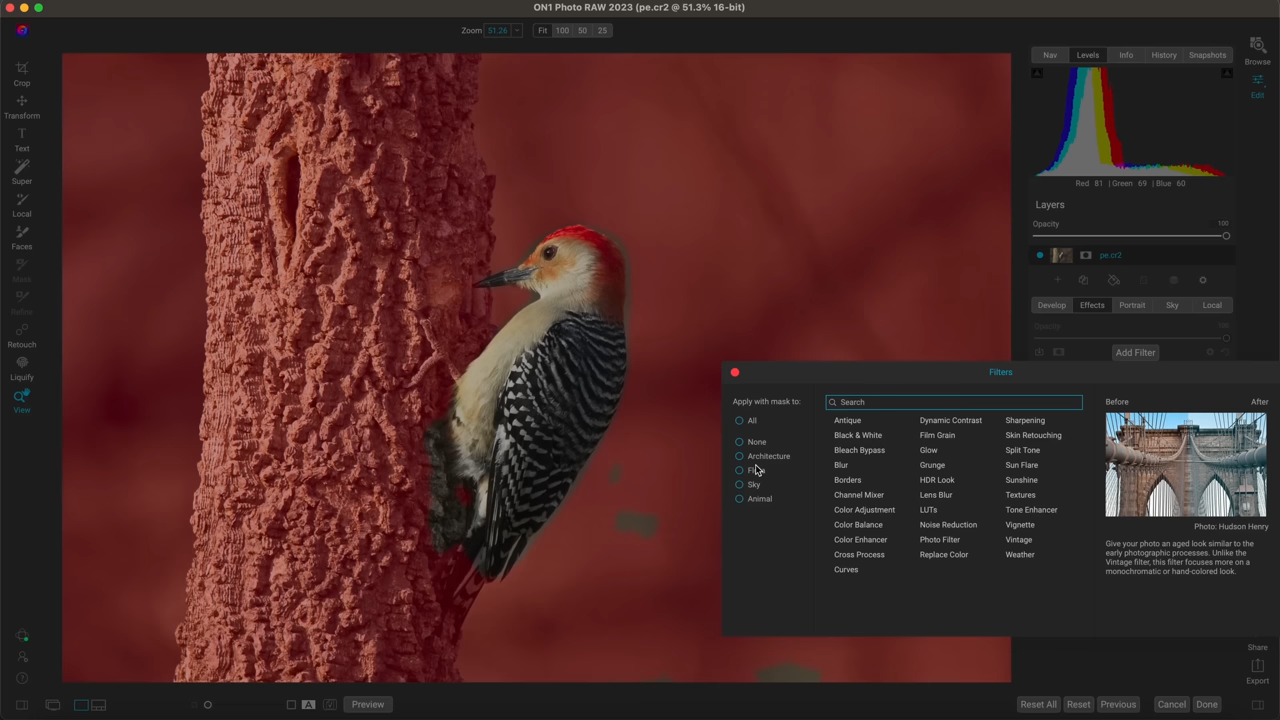 ON1 Photo RAW 2023 (pe.cr2 @ 51.3% 16-bit)
Zoom 51.26 Fit 100 50 25
Browse
Edit
Nav Levels Info History Snapshots
Crop
Transform
Text
Super
Local
Faces
Mask
Refine
Retouch
Liquify
View
Red 81 | Green 69 | Blue 60
Layers
Opacity 100
pe.cr2
Develop Effects Portrait Sky Local
Opacity 100
Add Filter
Filters
Apply with mask to:
All
None
Architecture
Sky
Animal
Search
Antique
Black & White
Bleach Bypass
Blur
Borders
Channel Mixer
Color Adjustment
Color Balance
Color Enhancer
Cross Process
Curves
Dynamic Contrast
Film Grain
Glow
Grunge
HDR Look
Lens Blur
LUTs
Noise Reduction
Photo Filter
Replace Color
Sharpening
Skin Retouching
Split Tone
Sun Flare
Sunshine
Textures
Tone Enhancer
Vignette
Vintage
Weather
Before After
Photo: Hudson Henry
Give your photo an aged look similar to the
early photographic processes. Unlike the
Vintage filter, this filter focuses more on a
monochromatic or hand-colored look.
Share
Export
A
Preview
Reset All Reset Previous Cancel Done